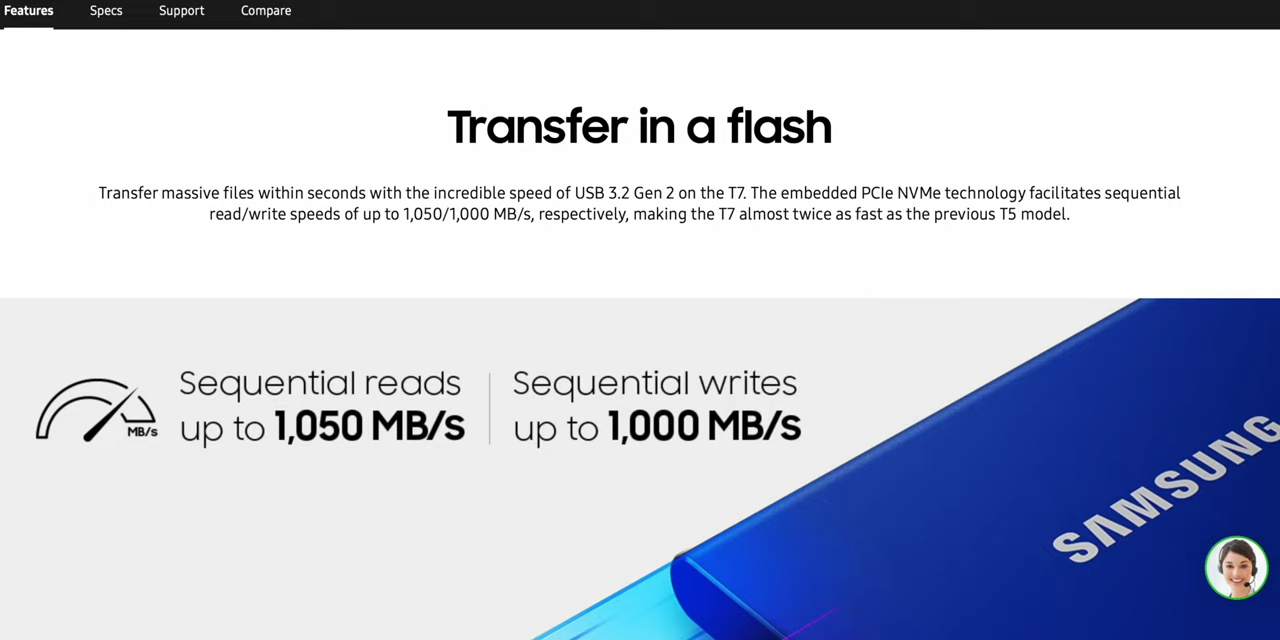 Features Specs Support Compare
Transfer in a flash
Transfer massive files within seconds with the incredible speed of USB 3.2 Gen 2 on the T7. The embedded PCIe NVMe technology facilitates sequential
read/write speeds of up to 1,050/1,000 MB/s, respectively, making the T7 almost twice as fast as the previous T5 model.
MB/s
Sequential reads
up to 1,050 MB/s
Sequential writes
up to 1,000 MB/s
SAMSUNG